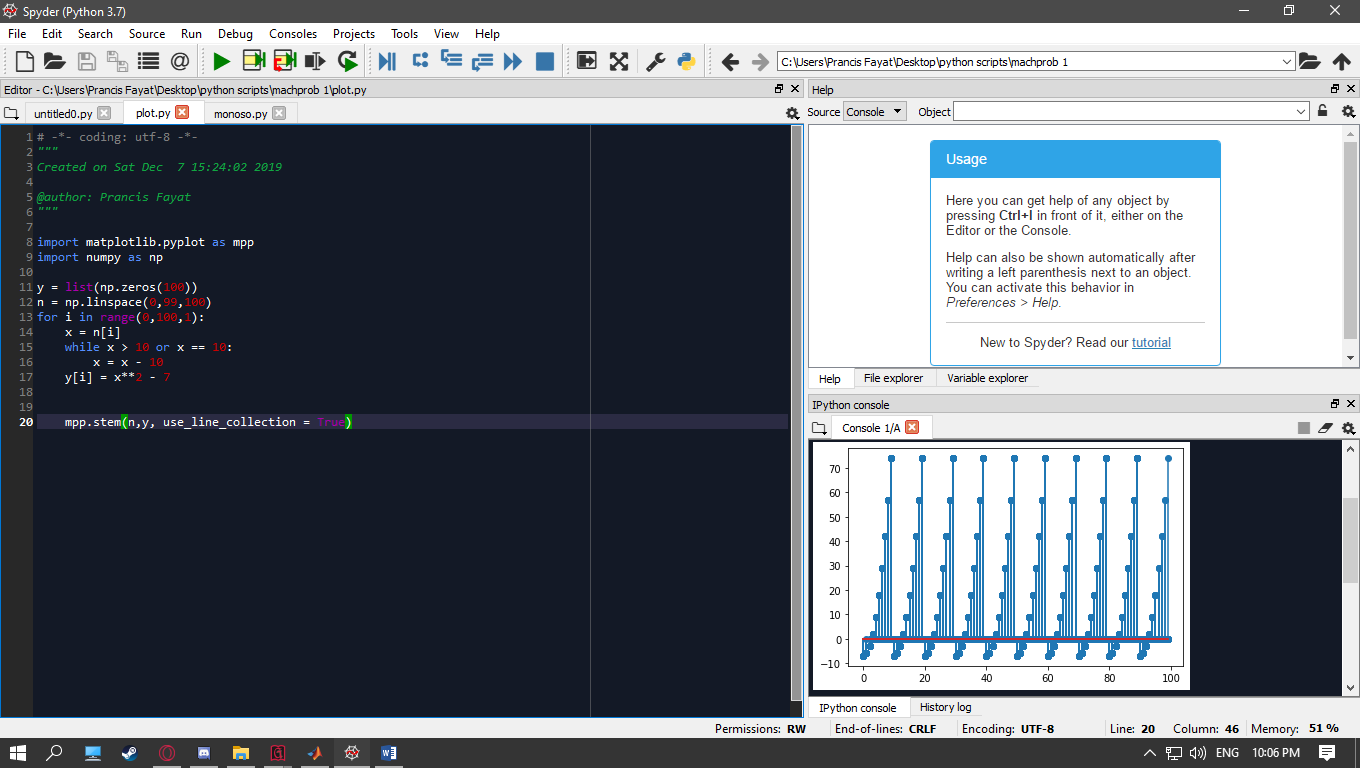 Spyder (Python 3.7)
File Edit Search Source Run Debug Consoles Projects Tools View Help
C:\Users\Prancis Fayat\Desktop\python scripts\machprob 1
Editor - C:\Users\Prancis Fayat\Desktop\python scripts\machprob 1\plot.py
untitled0.py plot.py monoso.py
1 # -*- coding: utf-8 -*-
2 """
3 Created on Sat Dec  7 15:24:02 2019
4
5 @author: Prancis Fayat
6 """
7
8 import matplotlib.pyplot as mpp
9 import numpy as np
10
11 y = list(np.zeros(100))
12 n = np.linspace(0,99,100)
13 for i in range(0,100,1):
14     x = n[i]
15     while x > 10 or x == 10:
16         x = x - 10
17     y[i] = x**2 - 7
18
19
20     mpp.stem(n,y, use_line_collection = True)
Help
Source Console Object
Usage
Here you can get help of any object by
pressing Ctrl+I in front of it, either on the
Editor or the Console.
Help can also be shown automatically after
writing a left parenthesis next to an object.
You can activate this behavior in
Preferences > Help.
New to Spyder? Read our tutorial
Help File explorer Variable explorer
IPython console
Console 1/A
70
60
50
40
30
20
10
0
−10
0 20 40 60 80 100
IPython console History log
Permissions: RW End-of-lines: CRLF Encoding: UTF-8 Line: 20 Column: 46 Memory: 51 %
ENG 10:06 PM